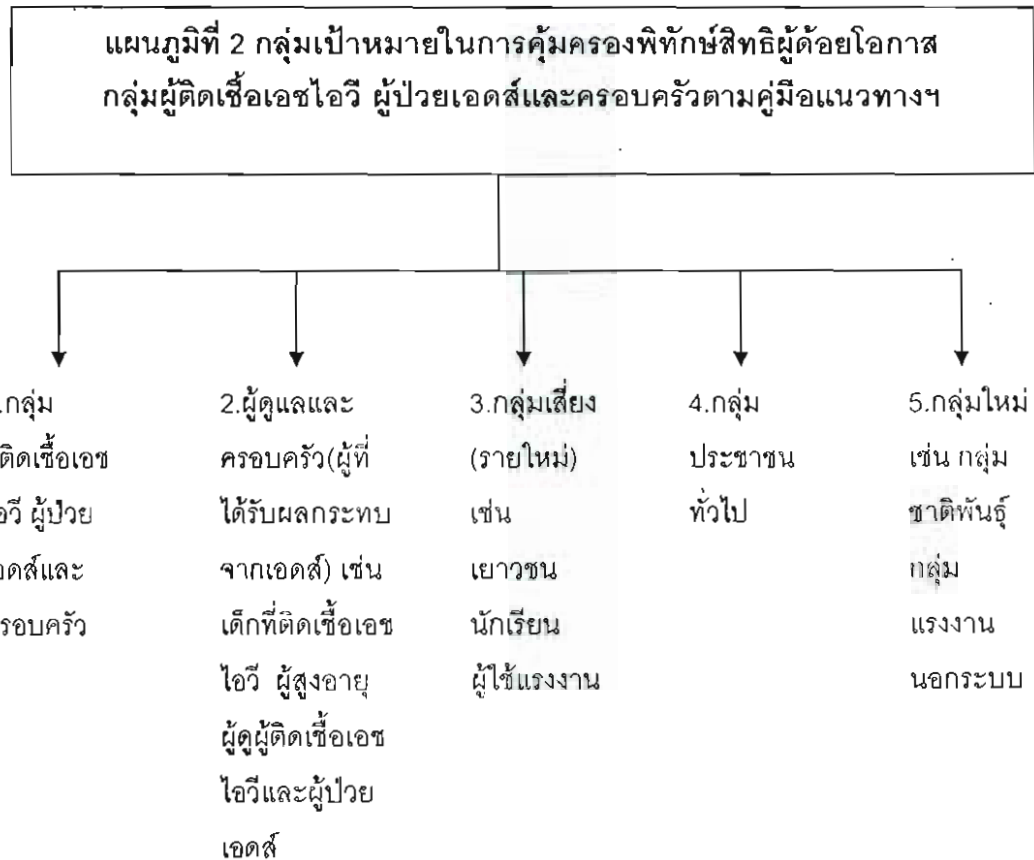 แผนภูมิที่ 2 กลุ่มเป้าหมายในการคุ้มครองพิทักษ์สิทธิผู้ด้อยโอกาส
กลุ่มผู้ติดเชื้อเอชไอวี ผู้ป่วยเอดส์และครอบครัวตามคู่มือแนวทางฯ
.กลุ่ม
ติดเชื้อเอช
อวี ผู้ป่วย
อดส์และ
รอบครัว
2.ผู้ดูแลและ
ครอบครัว(ผู้ที่
ได้รับผลกระทบ
จากเอดส์) เช่น
เด็กที่ติดเชื้อเอช
ไอวี ผู้สูงอายุ
ผู้ดูผู้ติดเชื้อเอช
ไอวีและผู้ป่วย
เอดส์
3.กลุ่มเสี่ยง
(รายใหม่)
เช่น
เยาวชน
นักเรียน
ผู้ใช้แรงงาน
4.กลุ่ม
ประชาชน
ทั่วไป
5.กลุ่มใหม่
เช่น กลุ่ม
ชาติพันธุ์
กลุ่ม
แรงงาน
นอกระบบ